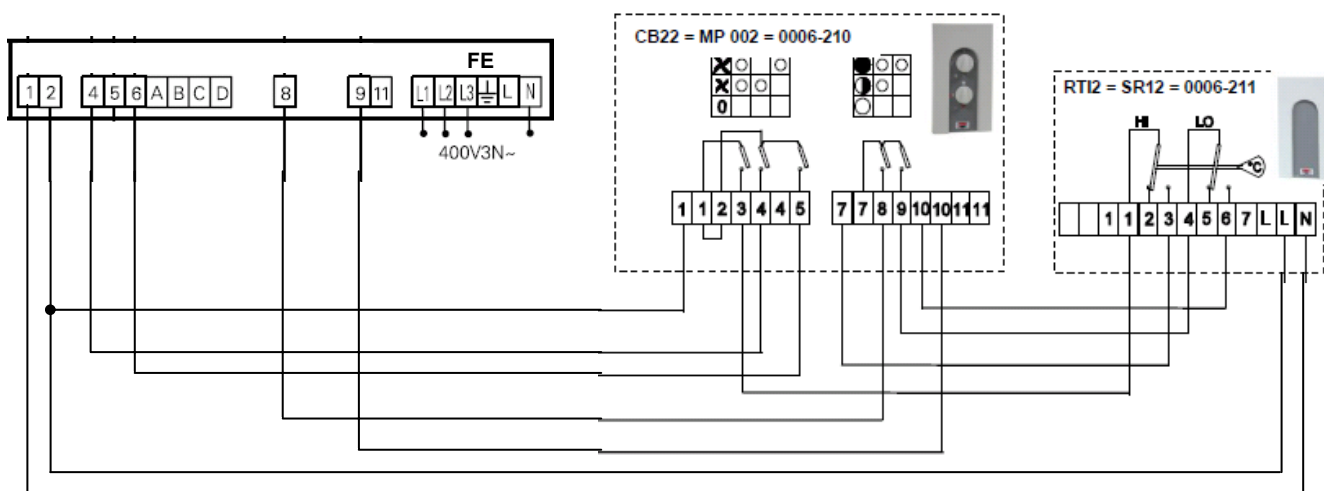 FE
1 2 4 5 6 A B C D 8 9 11 L1 L2 L3 L N
400V3N~
CB22 = MP 002 = 0006-210
0
1 1 2 3 4 4 5 7 7 8 9 10 10 11 11
RTI2 = SR12 = 0006-211
HI LO
°C
1 1 2 3 4 5 6 7 L L N